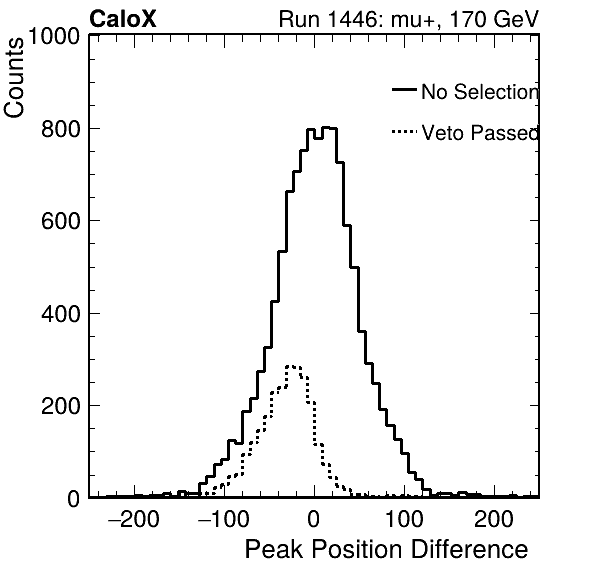 CaloX Run 1446: mu+, 170 GeV
Counts
1000
800
600
400
200
0
No Selection
Veto Passed
−200 −100 0 100 200
Peak Position Difference